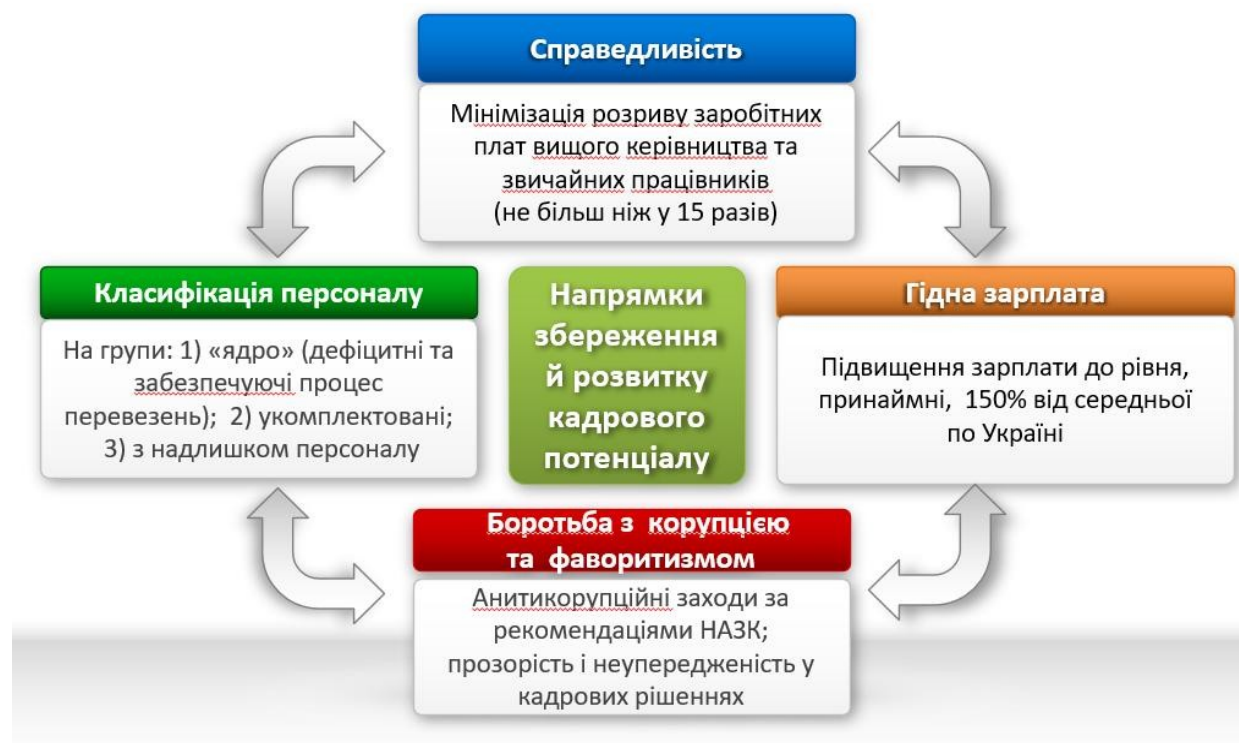 Справедливість
Мінімізація розриву заробітних
плат вищого керівництва та
звичайних працівників
(не більш ніж у 15 разів)
Класифікація персоналу
На групи: 1) «ядро» (дефіцитні та
забезпечуючі процес
перевезень); 2) укомплектовані;
3) з надлишком персоналу
Напрямки
збереження
й розвитку
кадрового
потенціалу
Гідна зарплата
Підвищення зарплати до рівня,
принаймні, 150% від середньої
по Україні
Боротьба з корупцією
та фаворитизмом
Анитикорупційні заходи за
рекомендаціями НАЗК;
прозорість і неупередженість у
кадрових рішеннях